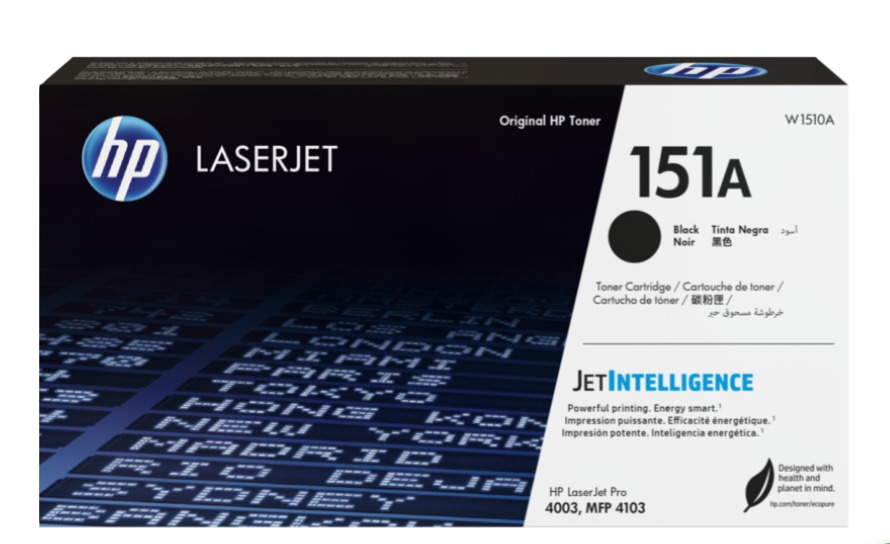 hp
hp
LASERJET
Original HP Toner
W1510A
151A
Black Tinta Negra أسود
Noir 黑色
Toner Cartridge / Cartouche de toner /
Cartucho de tóner / 碳粉匣 /
خرطوشة مسحوق حبر
JETINTELLIGENCE
Powerful printing. Energy smart.¹
Impression puissante. Efficacité énergétique.¹
Impresión potente. Inteligencia energética.¹
LONDON
MIAMI
PARIS
TOKYO
HONG KON
NEW YORK
MADRID
RIO DE
SYDNEY
HP LaserJet Pro
4003, MFP 4103
Designed with
health and
planet in mind.
hp.com/toner/ecopure